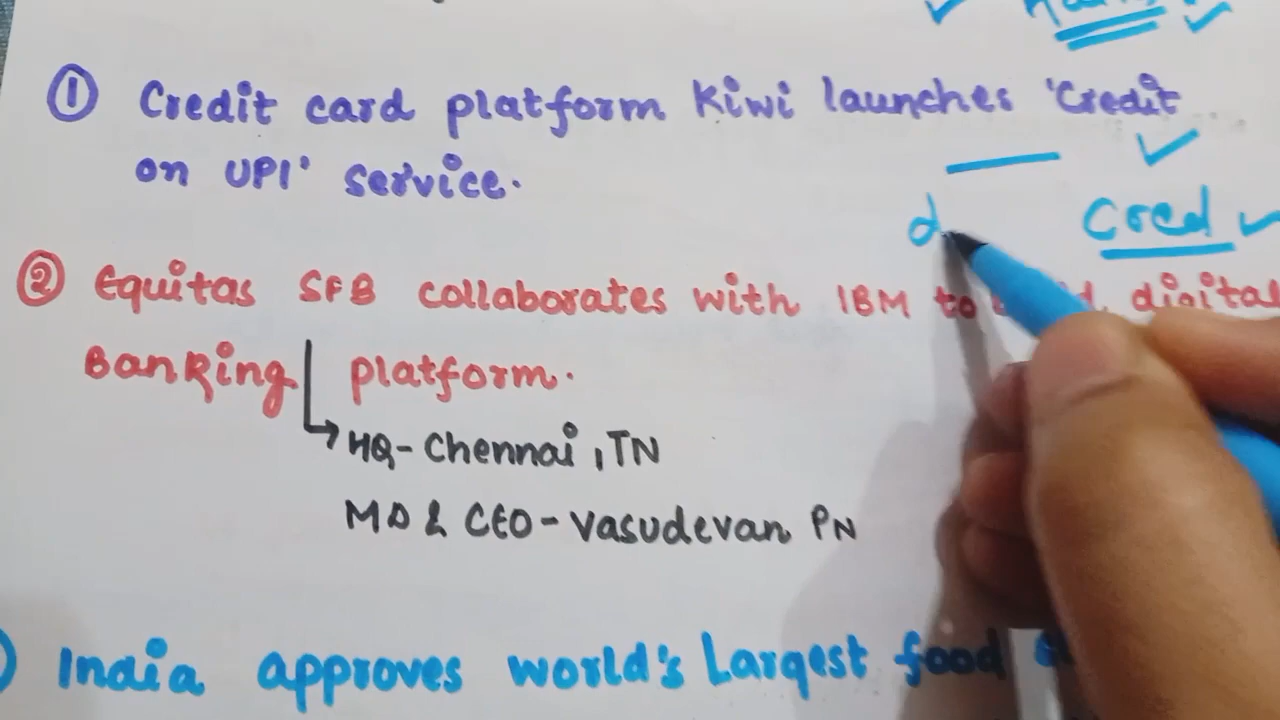 ① Credit card platform Kiwi launches 'Credit
on UPI' service.
d
Cred
② Equitas SFB collaborates with IBM to digital
Banking platform.
HQ- Chennai, TN
MD & CEO - Vasudevan PN
India approves world's Largest food